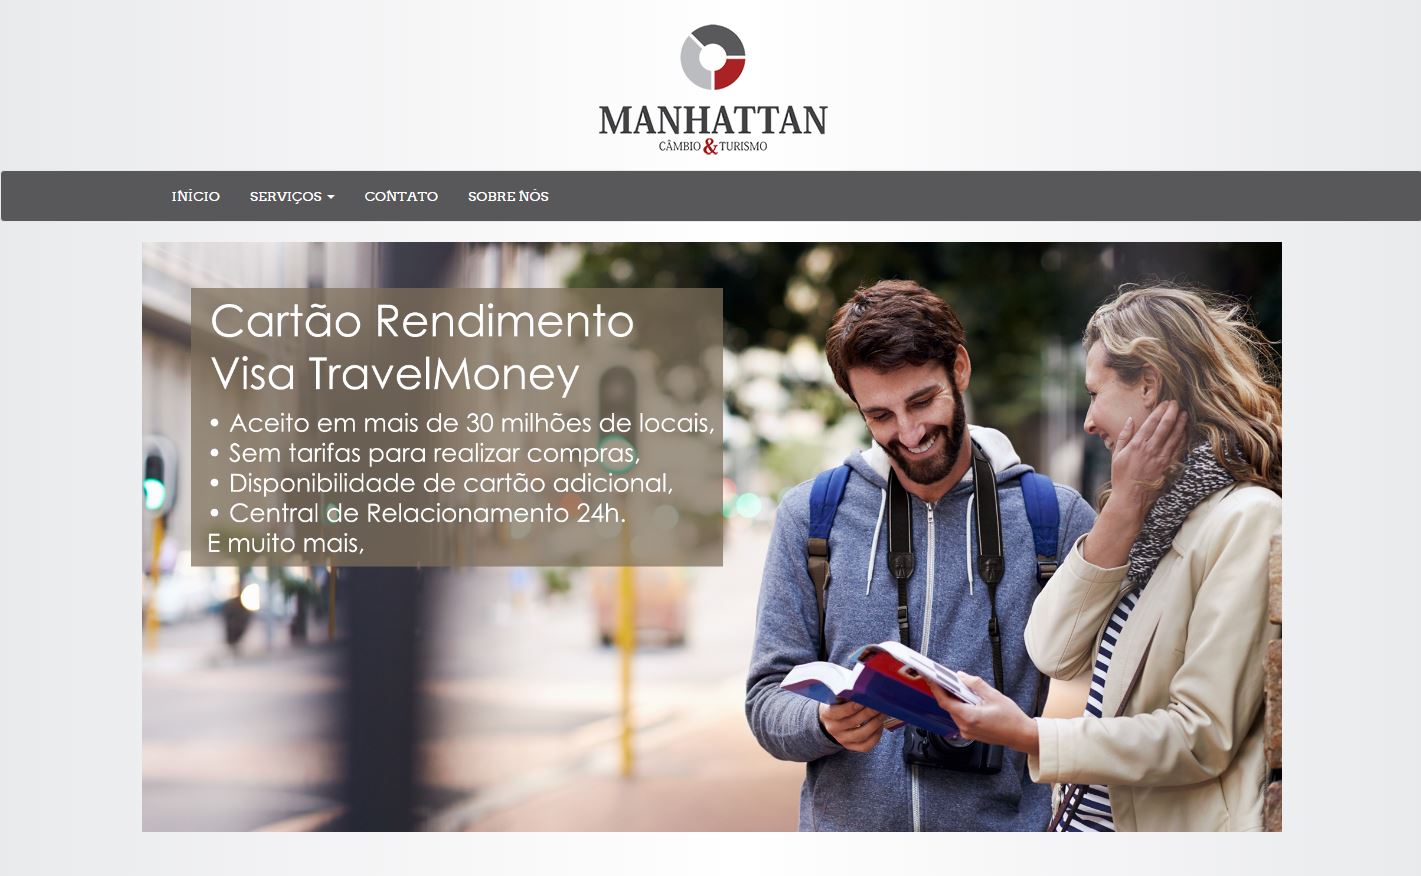 MANHATTAN
CÂMBIO & TURISMO
INÍCIO SERVIÇOS CONTATO SOBRE NÓS
Cartão Rendimento
Visa TravelMoney
• Aceito em mais de 30 milhões de locais,
• Sem tarifas para realizar compras,
• Disponibilidade de cartão adicional,
• Central de Relacionamento 24h.
E muito mais,